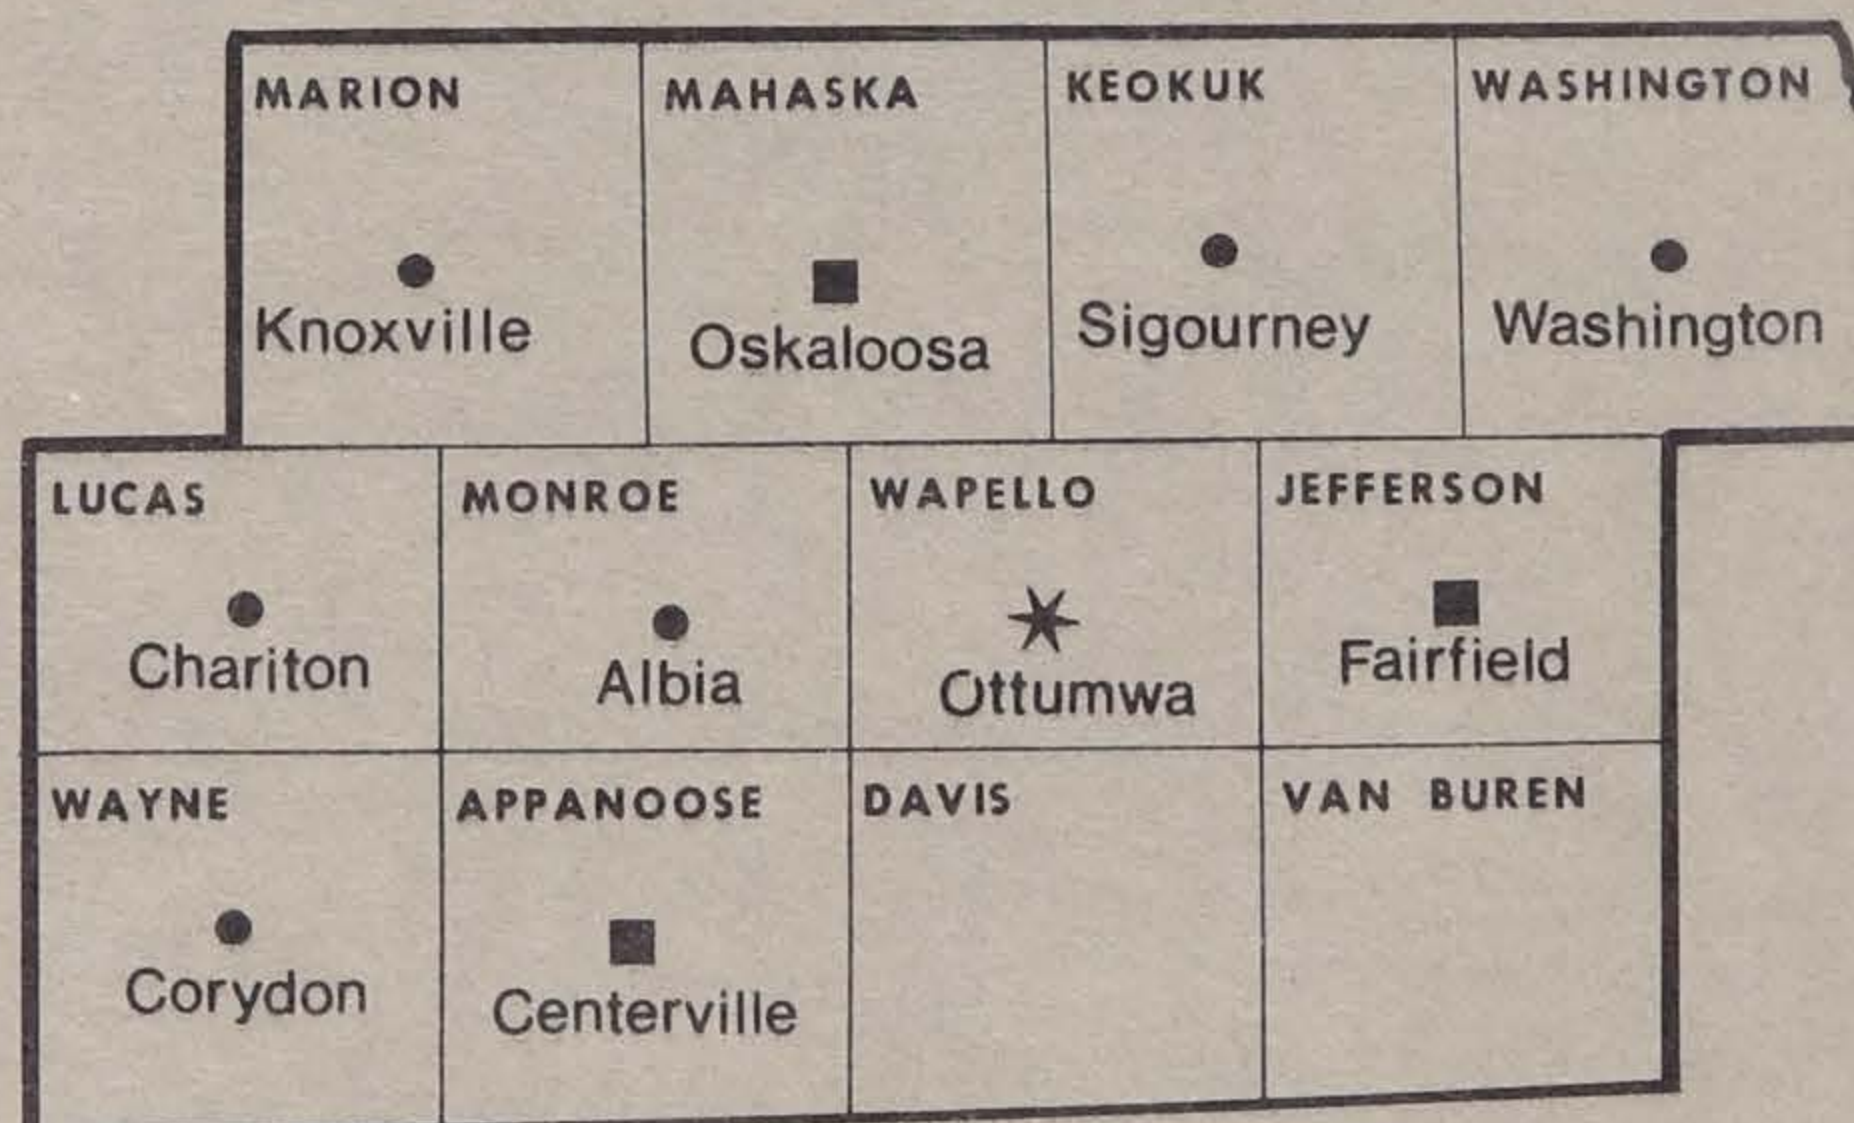 MARION
MAHASKA
KEOKUK
WASHINGTON
Knoxville
Oskaloosa
Sigourney
Washington
LUCAS
MONROE
WAPELLO
JEFFERSON
Chariton
Albia
Ottumwa
Fairfield
WAYNE
APPANOOSE
DAVIS
VAN BUREN
Corydon
Centerville